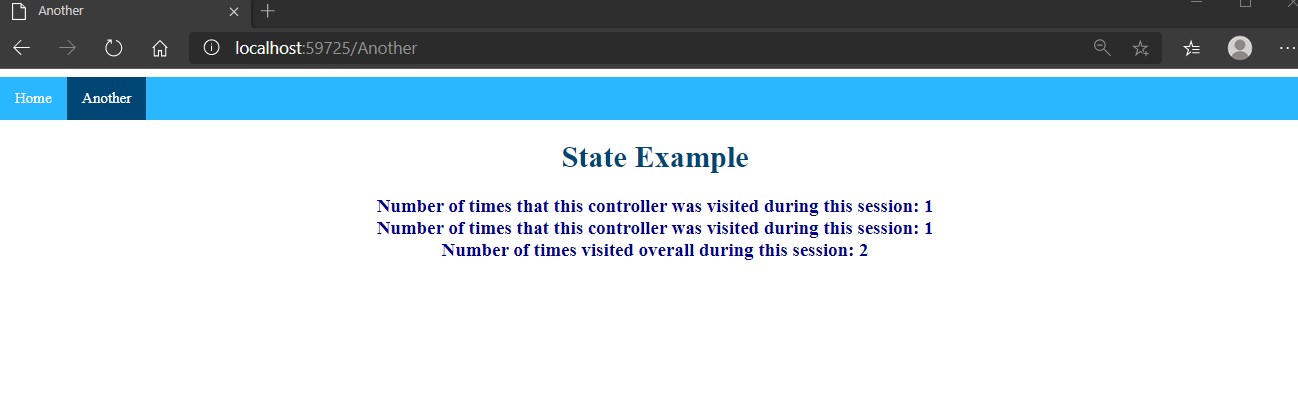 Another
localhost:59725/Another
Home Another
State Example
Number of times that this controller was visited during this session: 1
Number of times that this controller was visited during this session: 1
Number of times visited overall during this session: 2